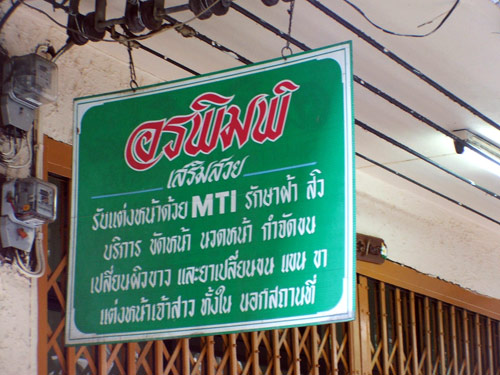 อรพิมพ์
เสริมสวย
รับแต่งหน้าด้วย MTI รักษาฝ้า สิว
บริการ ขัดหน้า นวดหน้า กำจัดขน
เปลี่ยนผิวขาว และยาเปลี่ยนขน แขน ขา
แต่งหน้าเจ้าสาว ทั้งใน นอกสถานที่